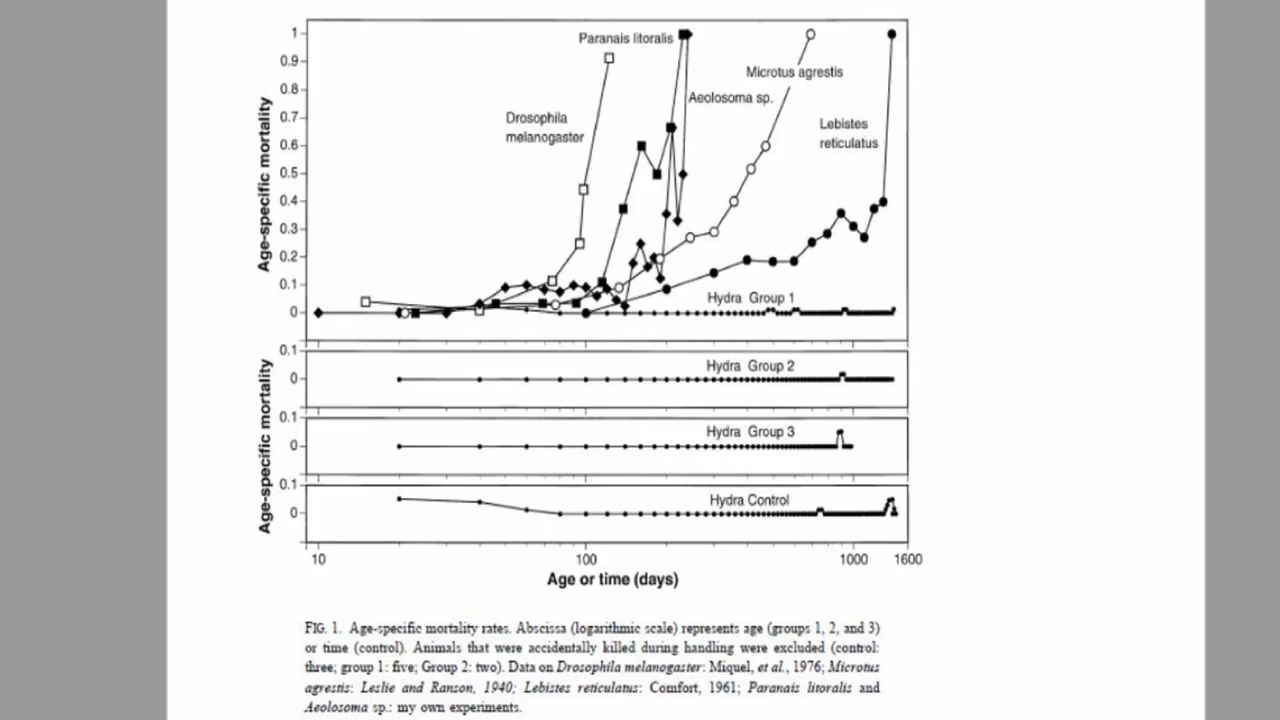 1
0.9
0.8
0.7
0.6
0.5
0.4
0.3
0.2
0.1
0
Age-specific mortality
Paranais litoralis
Microtus agrestis
Aeolosoma sp.
Drosophila
melanogaster
Lebistes
reticulatus
Hydra Group 1
0.1
0
Hydra Group 2
0.1
0
Hydra Group 3
0.1
0
Hydra Control
Age-specific mortality
10 100 1000 1600
Age or time (days)
FIG. 1. Age-specific mortality rates. Abscissa (logarithmic scale) represents age (groups 1, 2, and 3)
or time (control). Animals that were accidentally killed during handling were excluded (control:
three; group 1: five; Group 2: two). Data on Drosophila melanogaster: Miquel, et al., 1976; Microtus
agrestis: Leslie and Ranson, 1940; Lebistes reticulatus: Comfort, 1961; Paranais litoralis and
Aeolosoma sp.: my own experiments.